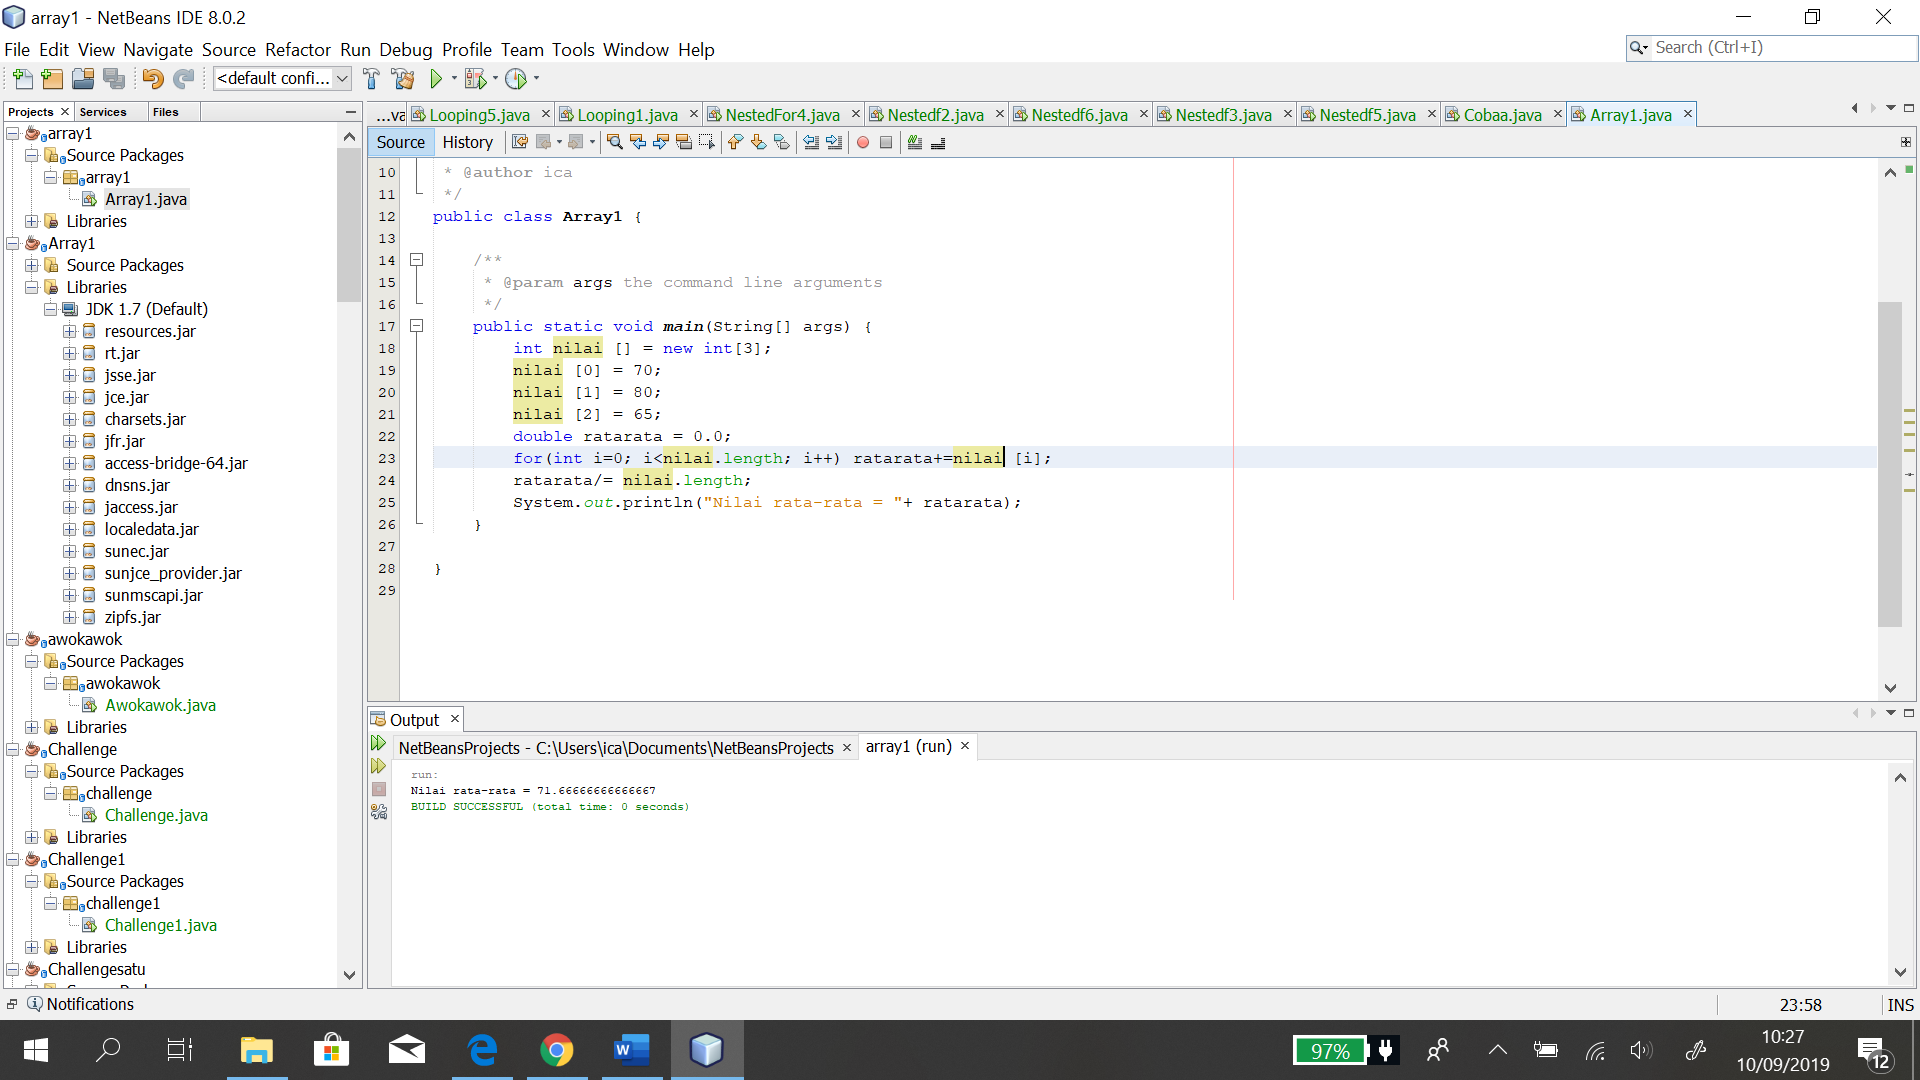 array1 - NetBeans IDE 8.0.2
File Edit View Navigate Source Refactor Run Debug Profile Team Tools Window Help
Search (Ctrl+I)
<default confi...
Projects Services Files
array1
Source Packages
array1
Array1.java
Libraries
Array1
Source Packages
Libraries
JDK 1.7 (Default)
resources.jar
rt.jar
jsse.jar
jce.jar
charsets.jar
jfr.jar
access-bridge-64.jar
dnsns.jar
jaccess.jar
localedata.jar
sunec.jar
sunjce_provider.jar
sunmscapi.jar
zipfs.jar
awokawok
Source Packages
awokawok
Awokawok.java
Libraries
Challenge
Source Packages
challenge
Challenge.java
Libraries
Challenge1
Source Packages
challenge1
Challenge1.java
Libraries
Challengesatu
...va Looping5.java Looping1.java NestedFor4.java Nestedf2.java Nestedf6.java Nestedf3.java Nestedf5.java Cobaa.java Array1.java
Source History
10 * @author ica
11 */
12 public class Array1 {
13
14 /**
15 * @param args the command line arguments
16 */
17 public static void main(String[] args) {
18 int nilai [] = new int[3];
19 nilai [0] = 70;
20 nilai [1] = 80;
21 nilai [2] = 65;
22 double ratarata = 0.0;
23 for(int i=0; i<nilai.length; i++) ratarata+=nilai [i];
24 ratarata/= nilai.length;
25 System.out.println("Nilai rata-rata = "+ ratarata);
26 }
27
28 }
29
Output
NetBeansProjects - C:\Users\ica\Documents\NetBeansProjects array1 (run)
run:
Nilai rata-rata = 71.66666666666667
BUILD SUCCESSFUL (total time: 0 seconds)
Notifications
23:58 INS
97%
10:27
10/09/2019
12